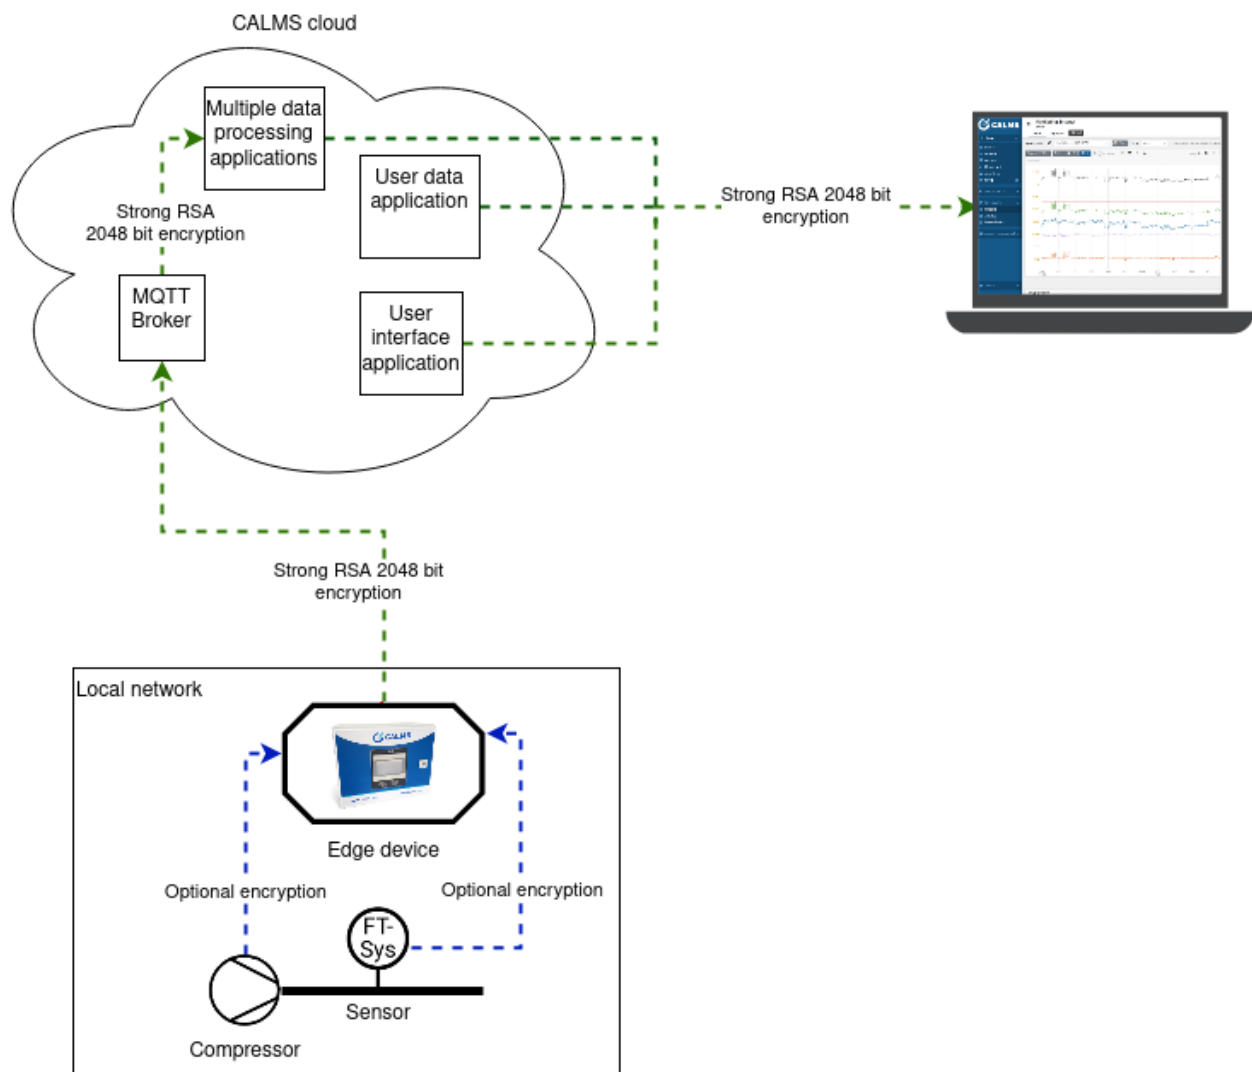 CALMS cloud
Multiple data
processing
applications
User data
application
Strong RSA
2048 bit encryption
MQTT
Broker
User
interface
application
Strong RSA 2048 bit
encryption
CALMS
Strong RSA 2048 bit
encryption
Local network
CALMS
Edge device
Optional encryption
Optional encryption
FT-
Sys
Sensor
Compressor